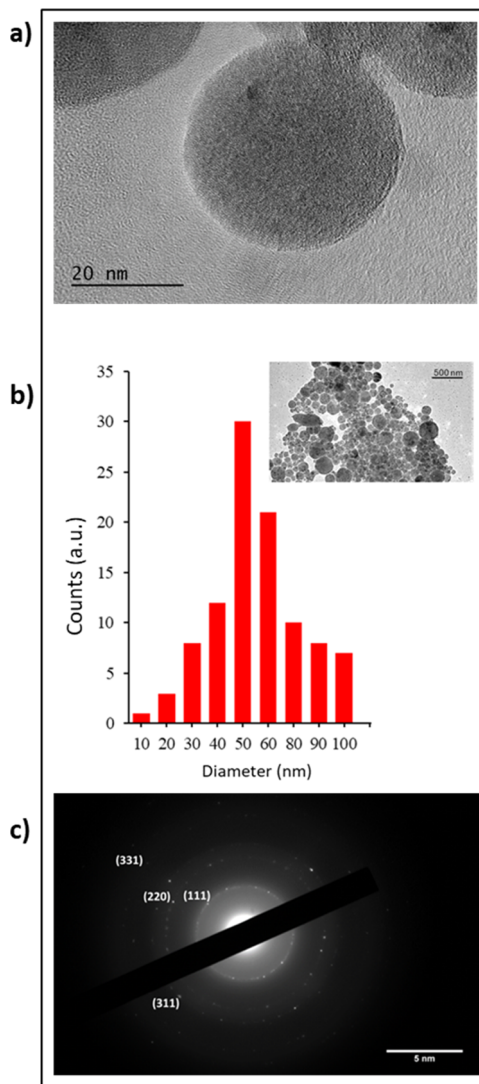 a)
20 nm
b)
35
30
25
20
15
10
5
0
Counts (a.u.)
500 nm
10 20 30 40 50 60 80 90 100
Diameter (nm)
c)
(331)
(220) (111)
(311)
5 nm